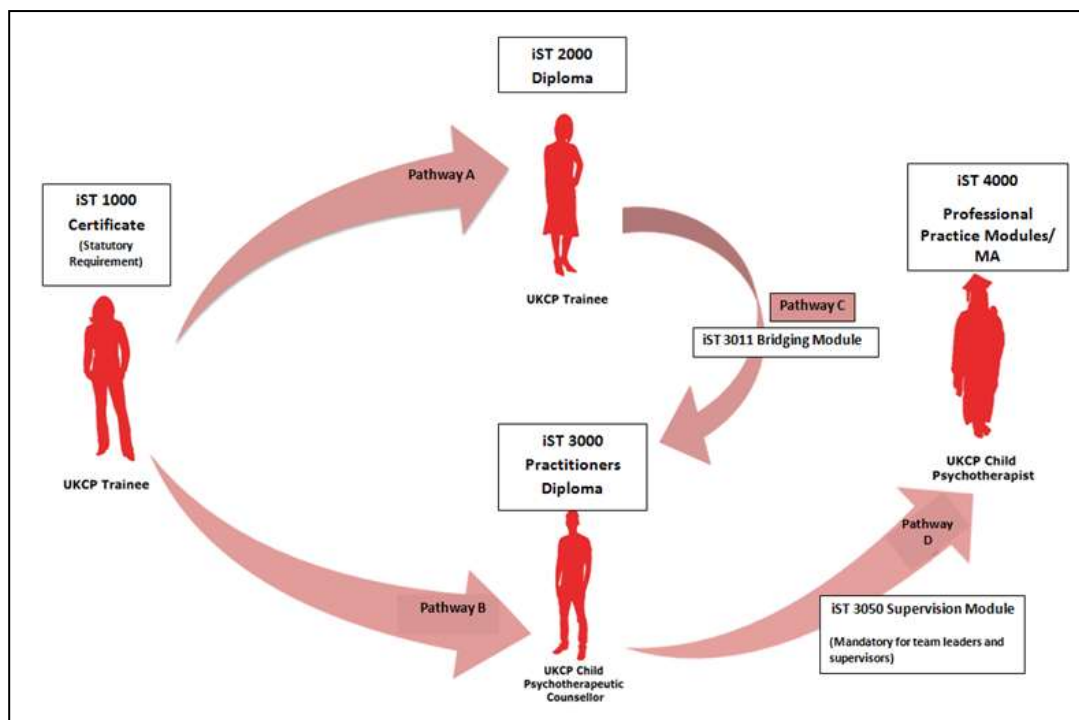 iST 2000
Diploma
UKCP Trainee
Pathway A
iST 1000
Certificate
(Statutory
Requirement)
UKCP Trainee
iST 4000
Professional
Practice Modules/
MA
UKCP Child
Psychotherapist
Pathway C
iST 3011 Bridging Module
iST 3000
Practitioners
Diploma
UKCP Child
Psychotherapeutic
Counsellor
Pathway B
Pathway
D
iST 3050 Supervision Module
(Mandatory for team leaders and
supervisors)